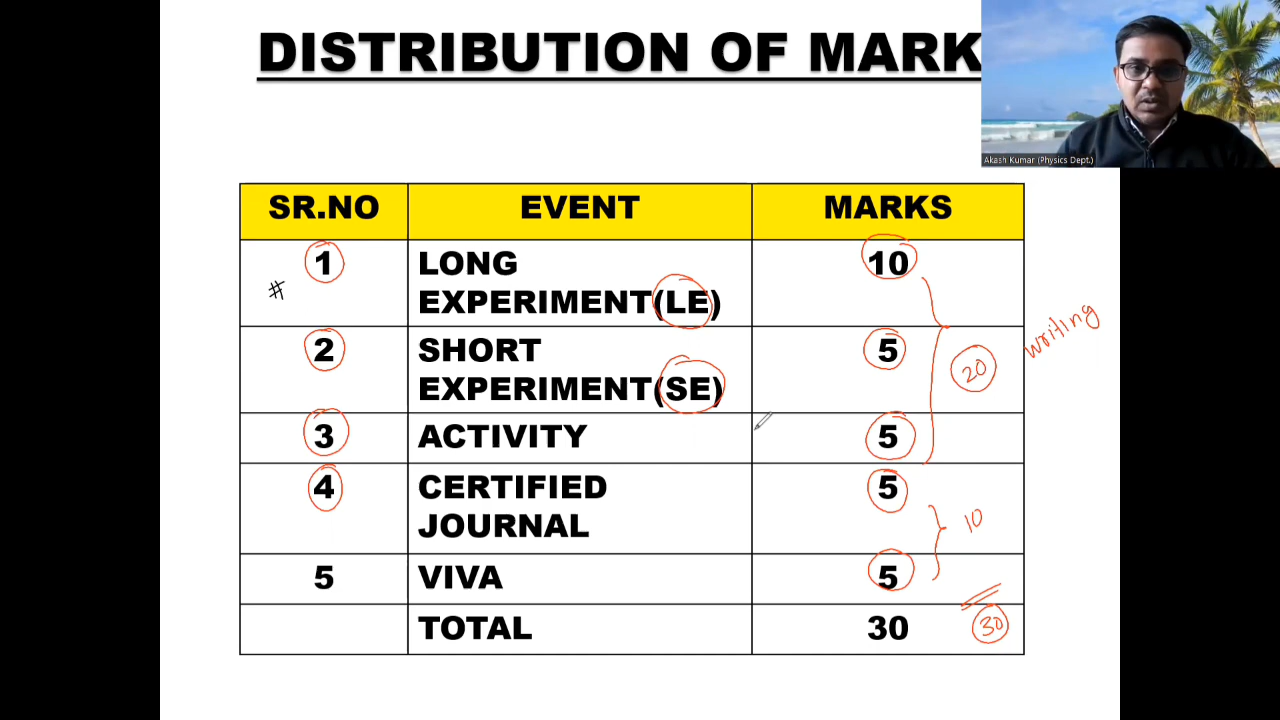 DISTRIBUTION OF MARK
Akash Kumar (Physics Dept.)
SR.NO EVENT MARKS
1 LONG 10
# EXPERIMENT(LE)
2 SHORT 5
EXPERIMENT(SE)
20 writing
3 ACTIVITY 5
4 CERTIFIED 5
JOURNAL
10
5 VIVA 5
TOTAL 30
30